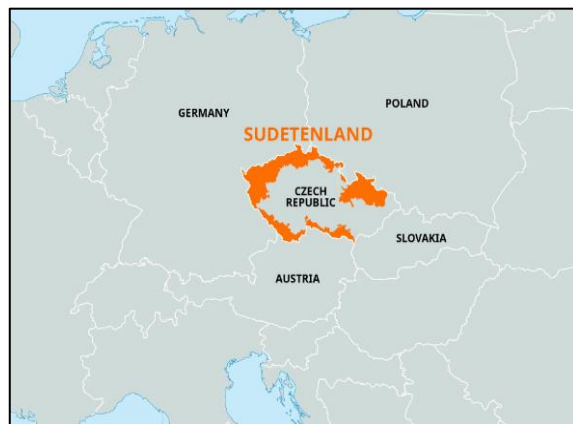 GERMANY
POLAND
SUDETENLAND
CZECH
REPUBLIC
SLOVAKIA
AUSTRIA